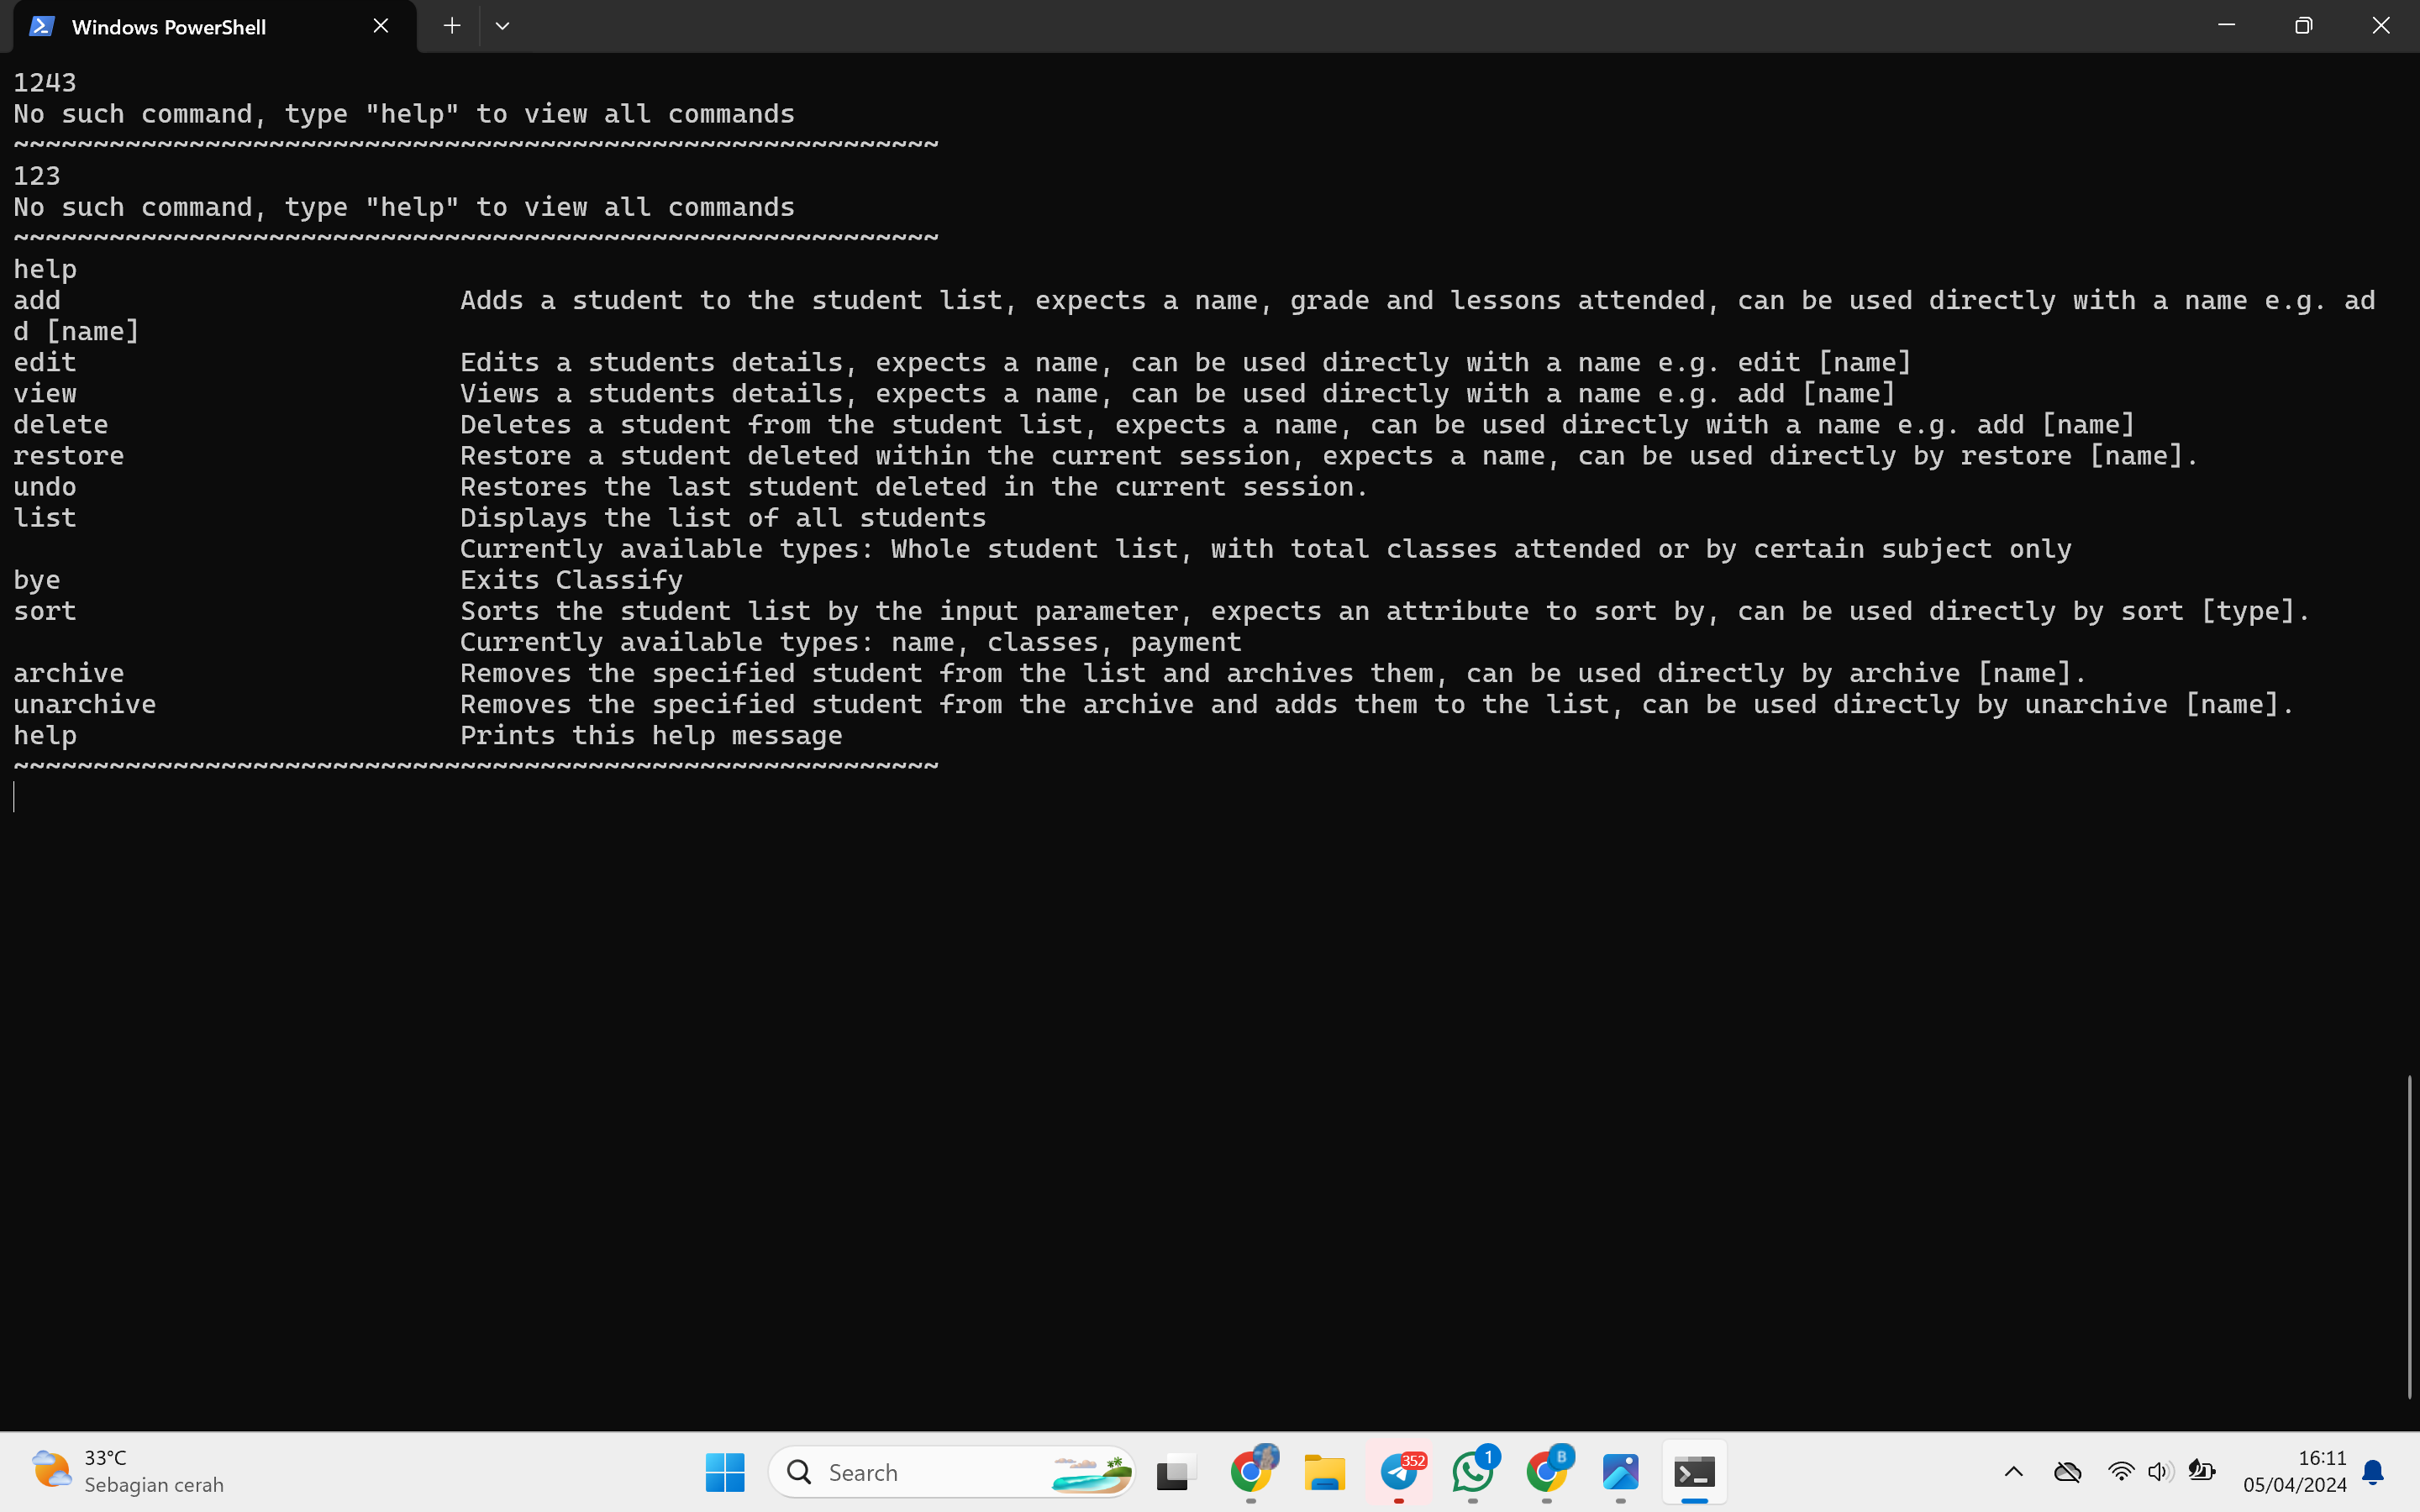 Windows PowerShell
1243
No such command, type "help" to view all commands
~~~~~~~~~~~~~~~~~~~~~~~~~~~~~~~~~~~~~~~~~~~~~~~~~~~~~~~~~~
123
No such command, type "help" to view all commands
~~~~~~~~~~~~~~~~~~~~~~~~~~~~~~~~~~~~~~~~~~~~~~~~~~~~~~~~~~
help
add Adds a student to the student list, expects a name, grade and lessons attended, can be used directly with a name e.g. ad
d [name]
edit Edits a students details, expects a name, can be used directly with a name e.g. edit [name]
view Views a students details, expects a name, can be used directly with a name e.g. add [name]
delete Deletes a student from the student list, expects a name, can be used directly with a name e.g. add [name]
restore Restore a student deleted within the current session, expects a name, can be used directly by restore [name].
undo Restores the last student deleted in the current session.
list Displays the list of all students
Currently available types: Whole student list, with total classes attended or by certain subject only
bye Exits Classify
sort Sorts the student list by the input parameter, expects an attribute to sort by, can be used directly by sort [type].
Currently available types: name, classes, payment
archive Removes the specified student from the list and archives them, can be used directly by archive [name].
unarchive Removes the specified student from the archive and adds them to the list, can be used directly by unarchive [name].
help Prints this help message
~~~~~~~~~~~~~~~~~~~~~~~~~~~~~~~~~~~~~~~~~~~~~~~~~~~~~~~~~~
33°C
Sebagian cerah
Search
352
1
B
16:11
05/04/2024